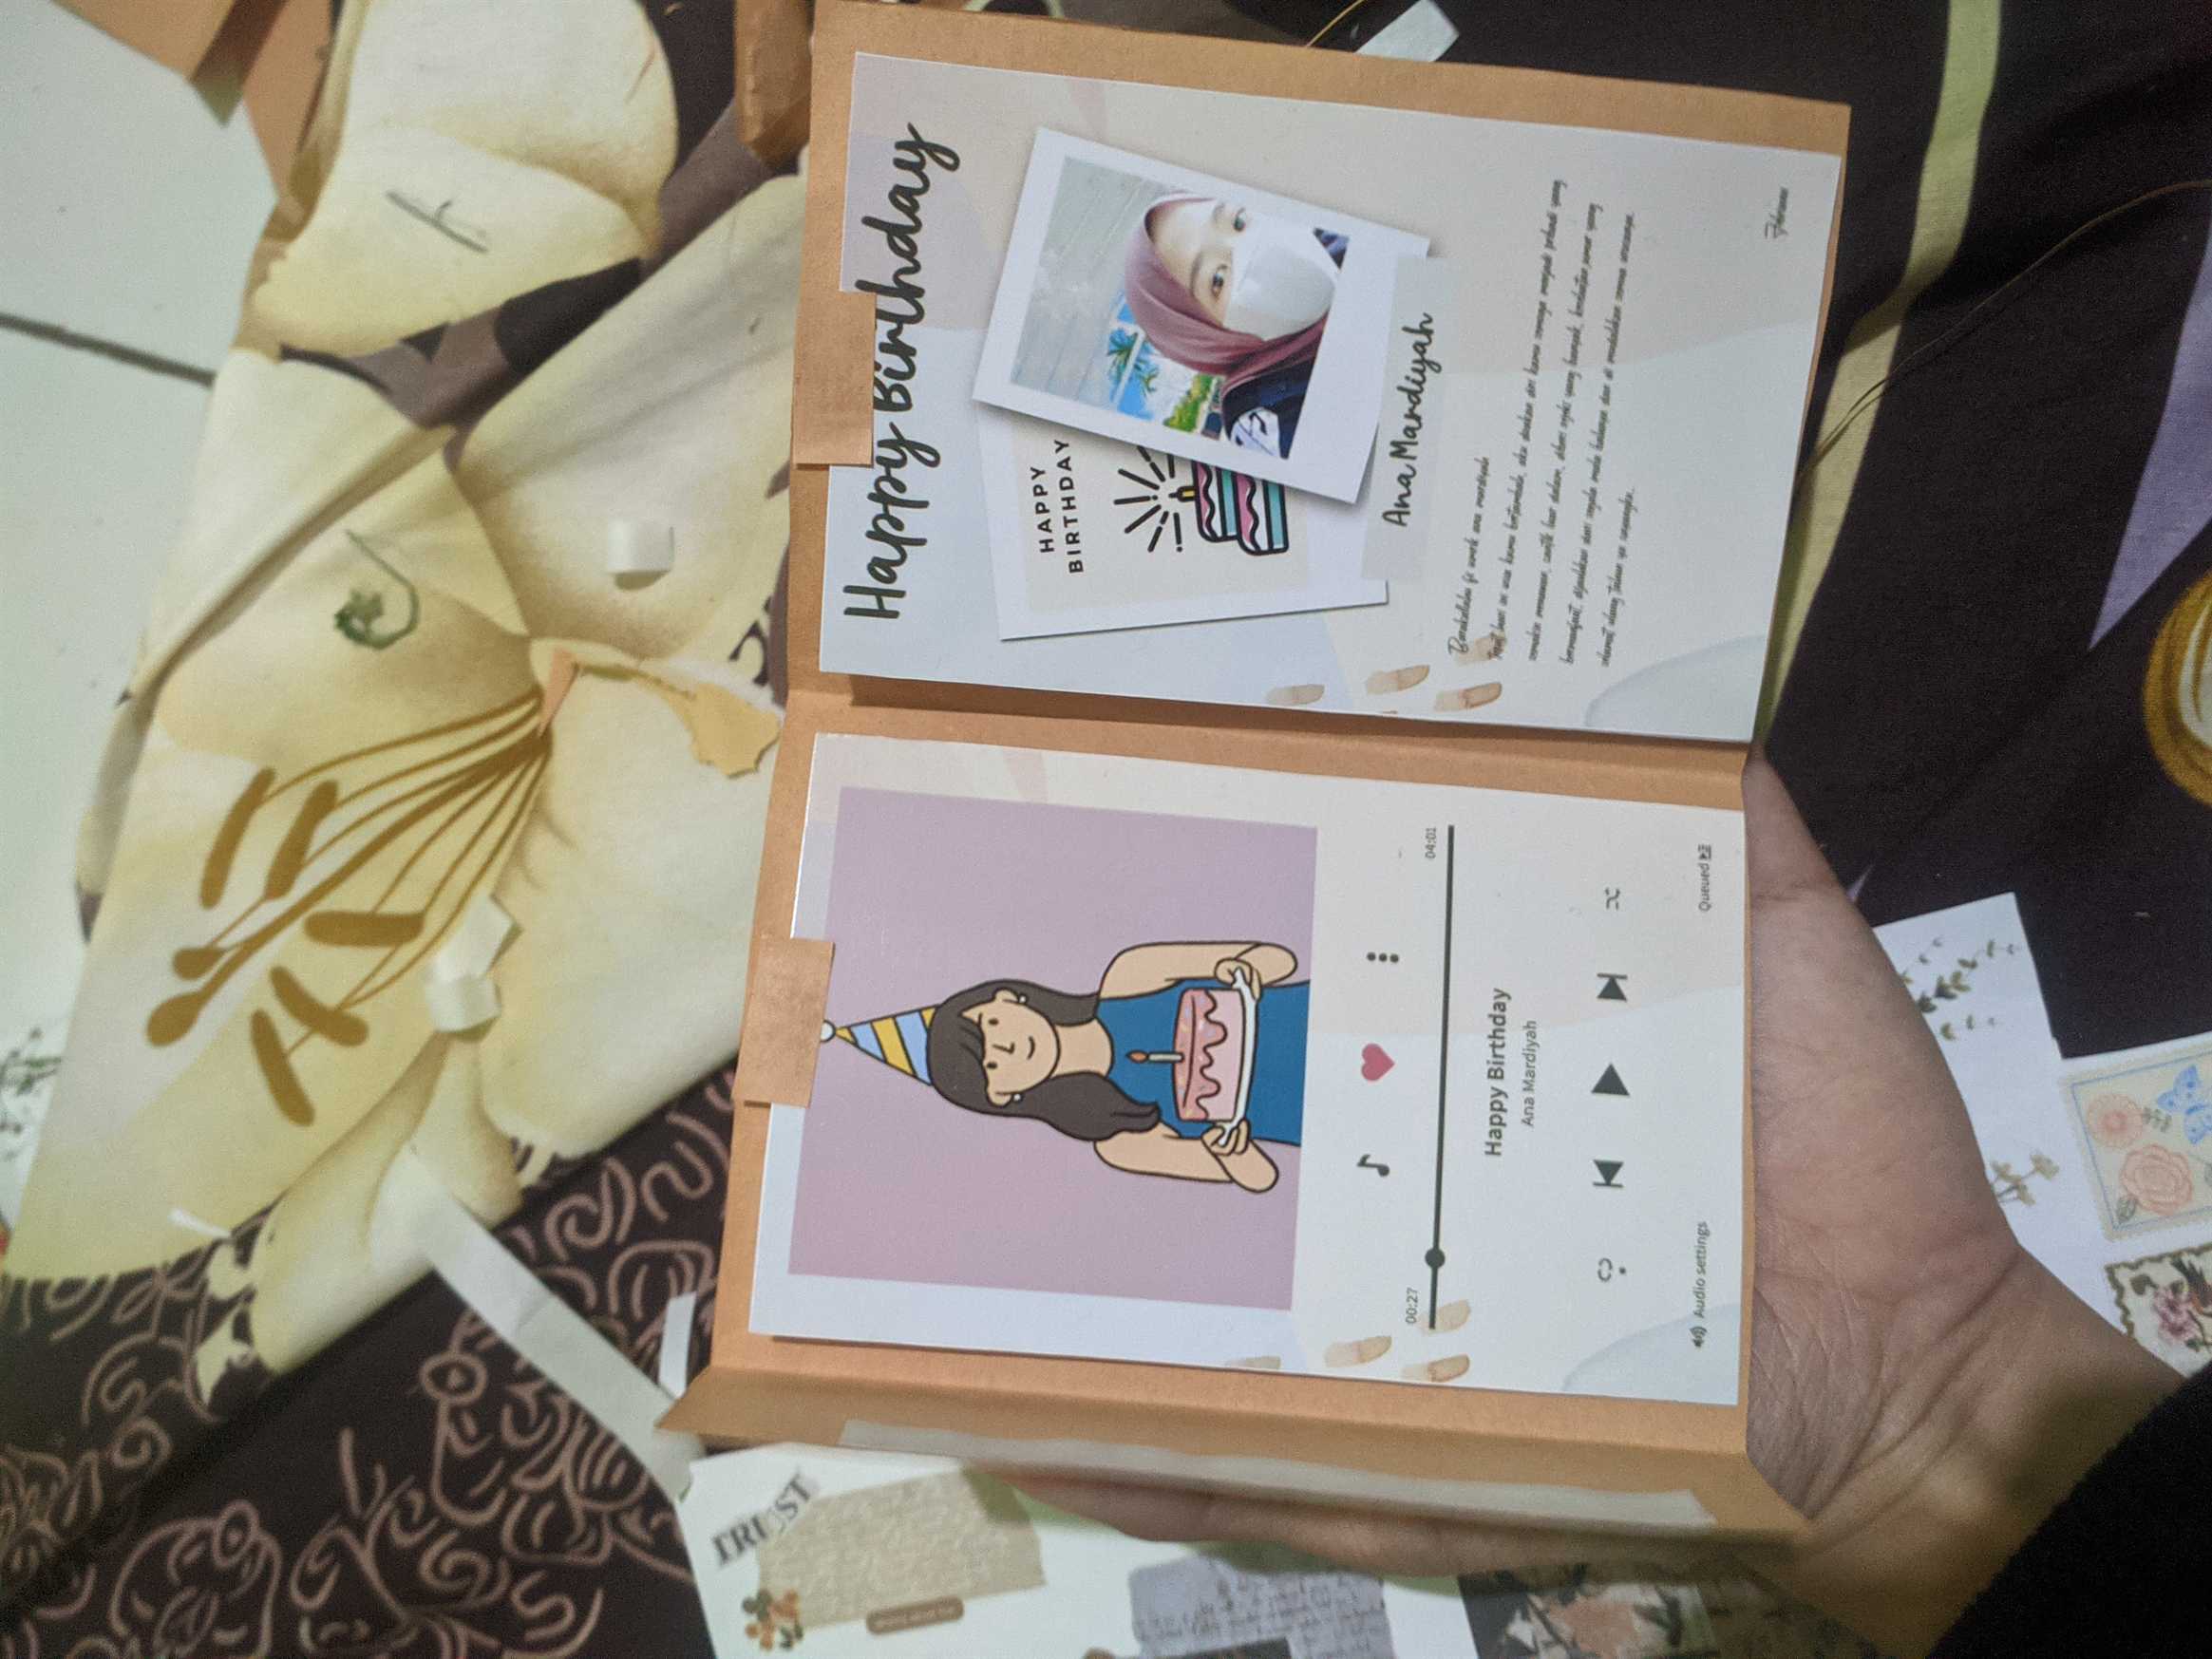 TRUST
00:27
04:01
Happy Birthday
Ana Mardiyah
Audio settings
Queued
Happy Birthday
HAPPY
BIRTHDAY
Ana Mardiyah
Barakallahu fii umrik ana mardiyah
Tepat hari ini usia kamu bertambah, aku doakan diri kamu semoga menjadi pribadi yang
semakin menawan, cantik luar dalam, diberi rejeki yang banyak, kesehatan, umur yang
bermanfaat, dijauhkan dari segala mala bahaya dan di mudahkan semua urusannya.
selamat ulang tahun ya sayangku.